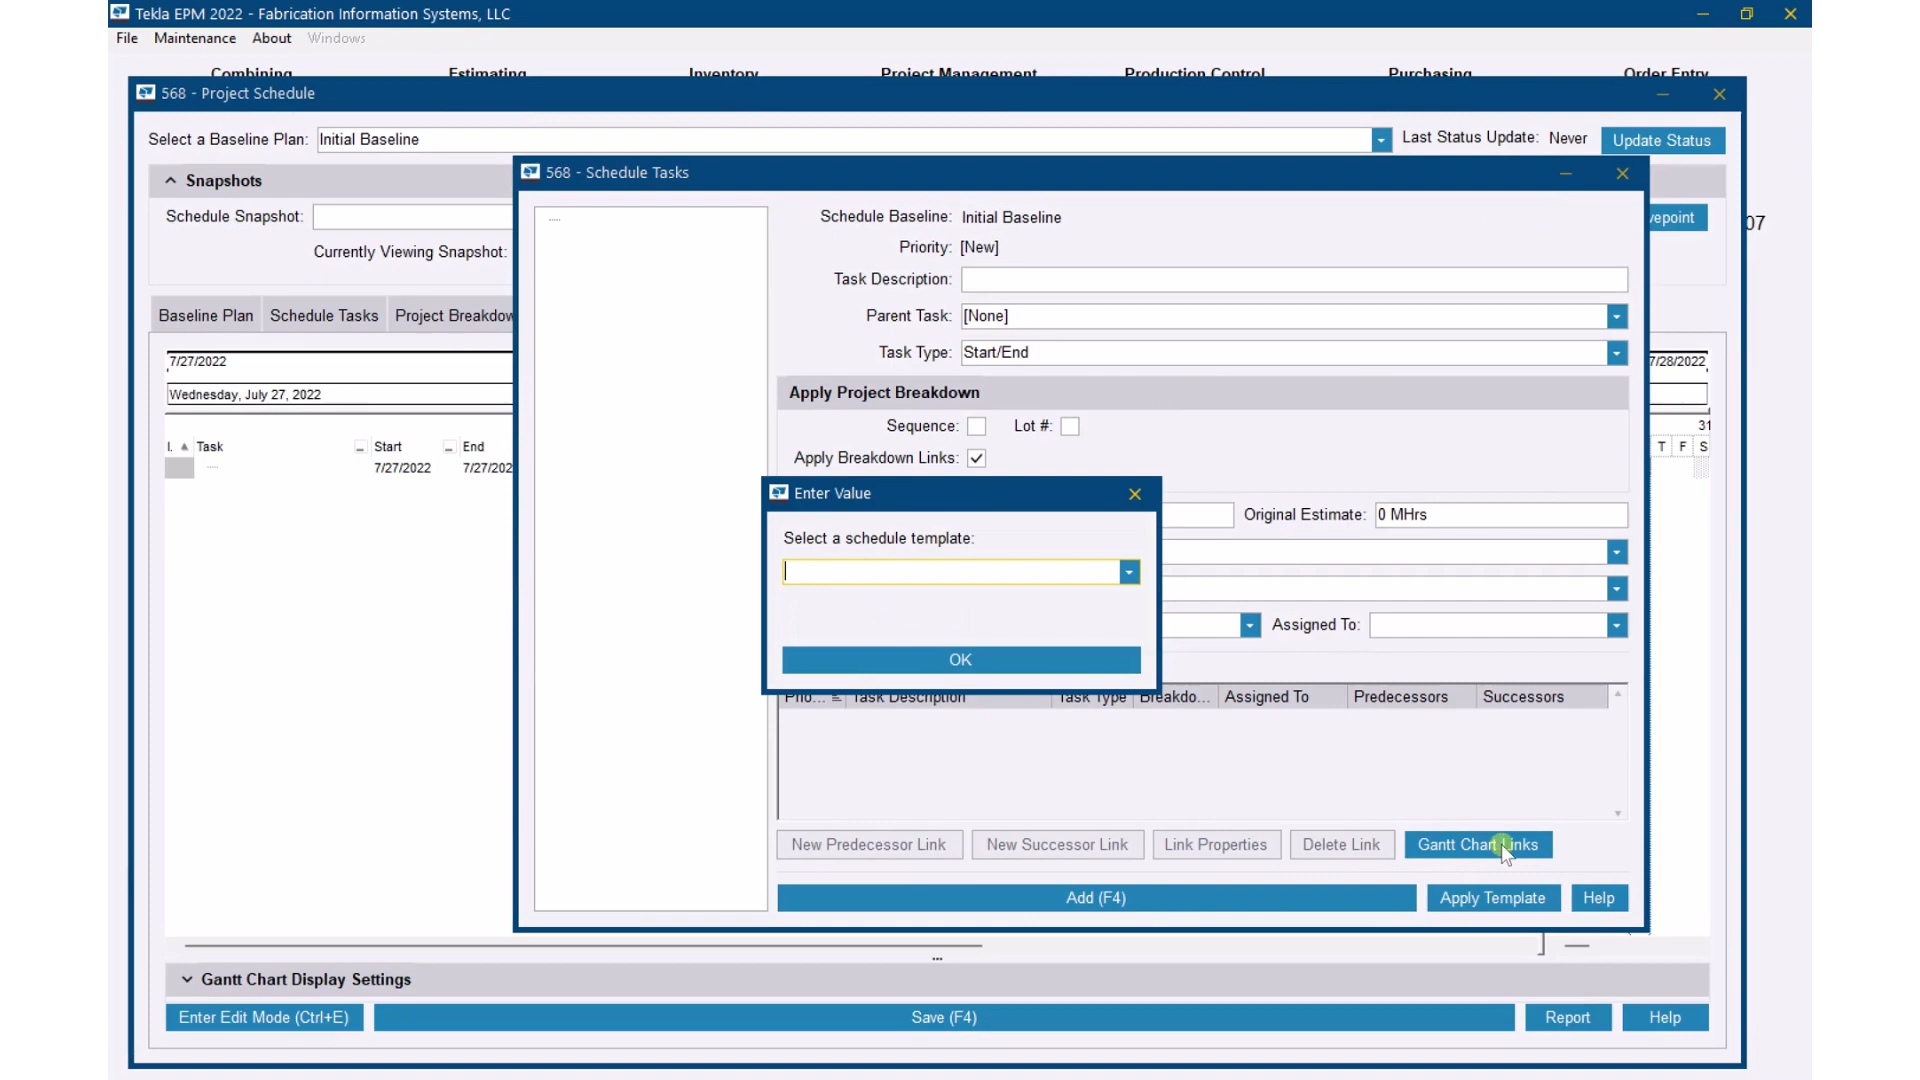 Tekla EPM 2022 - Fabrication Information Systems, LLC
File Maintenance About Windows
Combining Estimating Inventory Project Management Production Control Purchasing Order Entry
568 - Project Schedule
Select a Baseline Plan: Initial Baseline Last Status Update: Never Update Status
568 - Schedule Tasks
Snapshots
Schedule Snapshot:
vepoint
07
Currently Viewing Snapshot:
Schedule Baseline: Initial Baseline
Priority: [New]
Task Description:
Parent Task: [None]
Task Type: Start/End
Baseline Plan Schedule Tasks Project Breakdow
7/27/2022
7/28/2022
Wednesday, July 27, 2022
Apply Project Breakdown
Sequence: Lot #:
31
Apply Breakdown Links:
I. Task Start End
T F S
7/27/2022 7/27/202
Enter Value
Select a schedule template:
OK
Original Estimate: 0 MHrs
Assigned To:
Prio... Task Description Task Type Breakdo... Assigned To Predecessors Successors
New Predecessor Link New Successor Link Link Properties Delete Link Gantt Chart Links
Add (F4) Apply Template Help
...
Gantt Chart Display Settings
Enter Edit Mode (Ctrl+E) Save (F4) Report Help